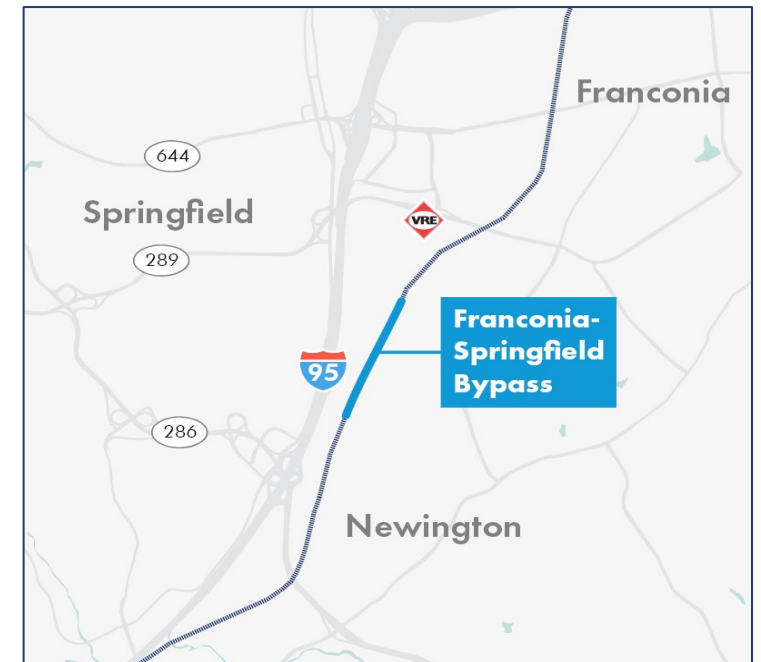 Franconia
644
Springfield
VRE
289
Franconia-
Springfield
Bypass
95
286
Newington